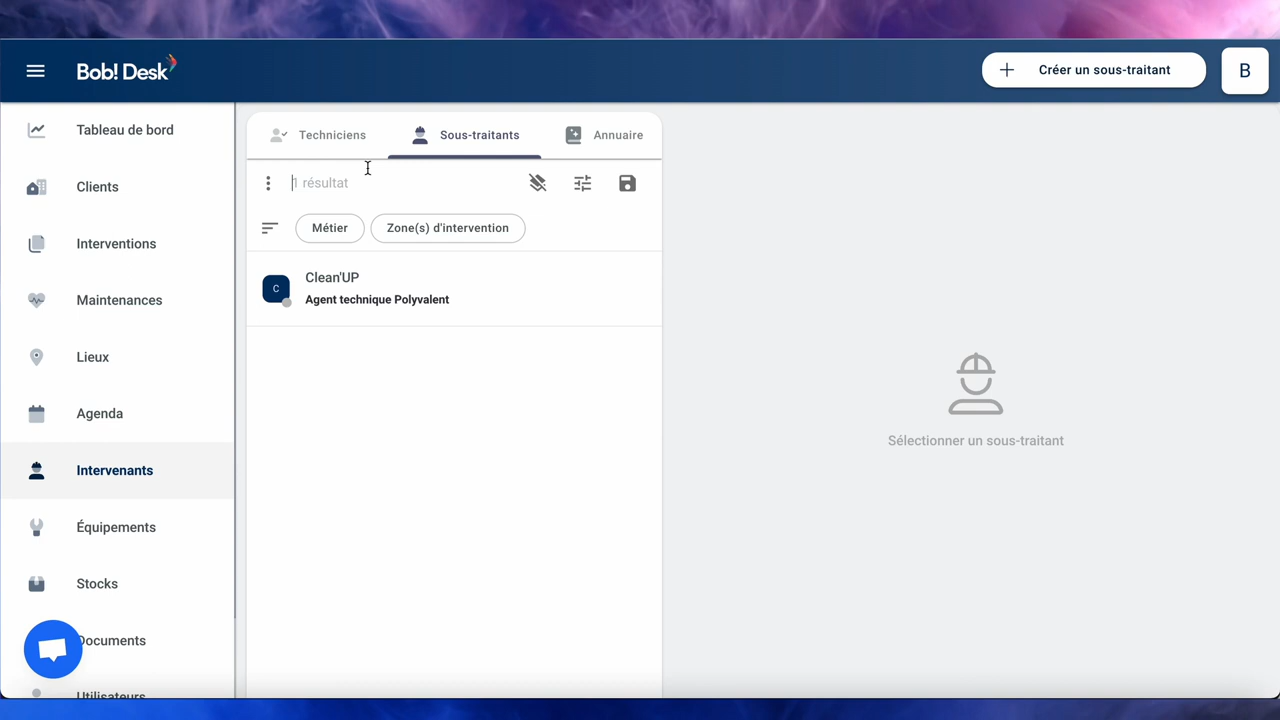 Bob! Desk
Créer un sous-traitant
B
Tableau de bord
Clients
Interventions
Maintenances
Lieux
Agenda
Intervenants
Équipements
Stocks
Documents
Utilisateurs
Techniciens
Sous-traitants
Annuaire
1 résultat
Métier
Zone(s) d'intervention
C
Clean'UP
Agent technique Polyvalent
Sélectionner un sous-traitant